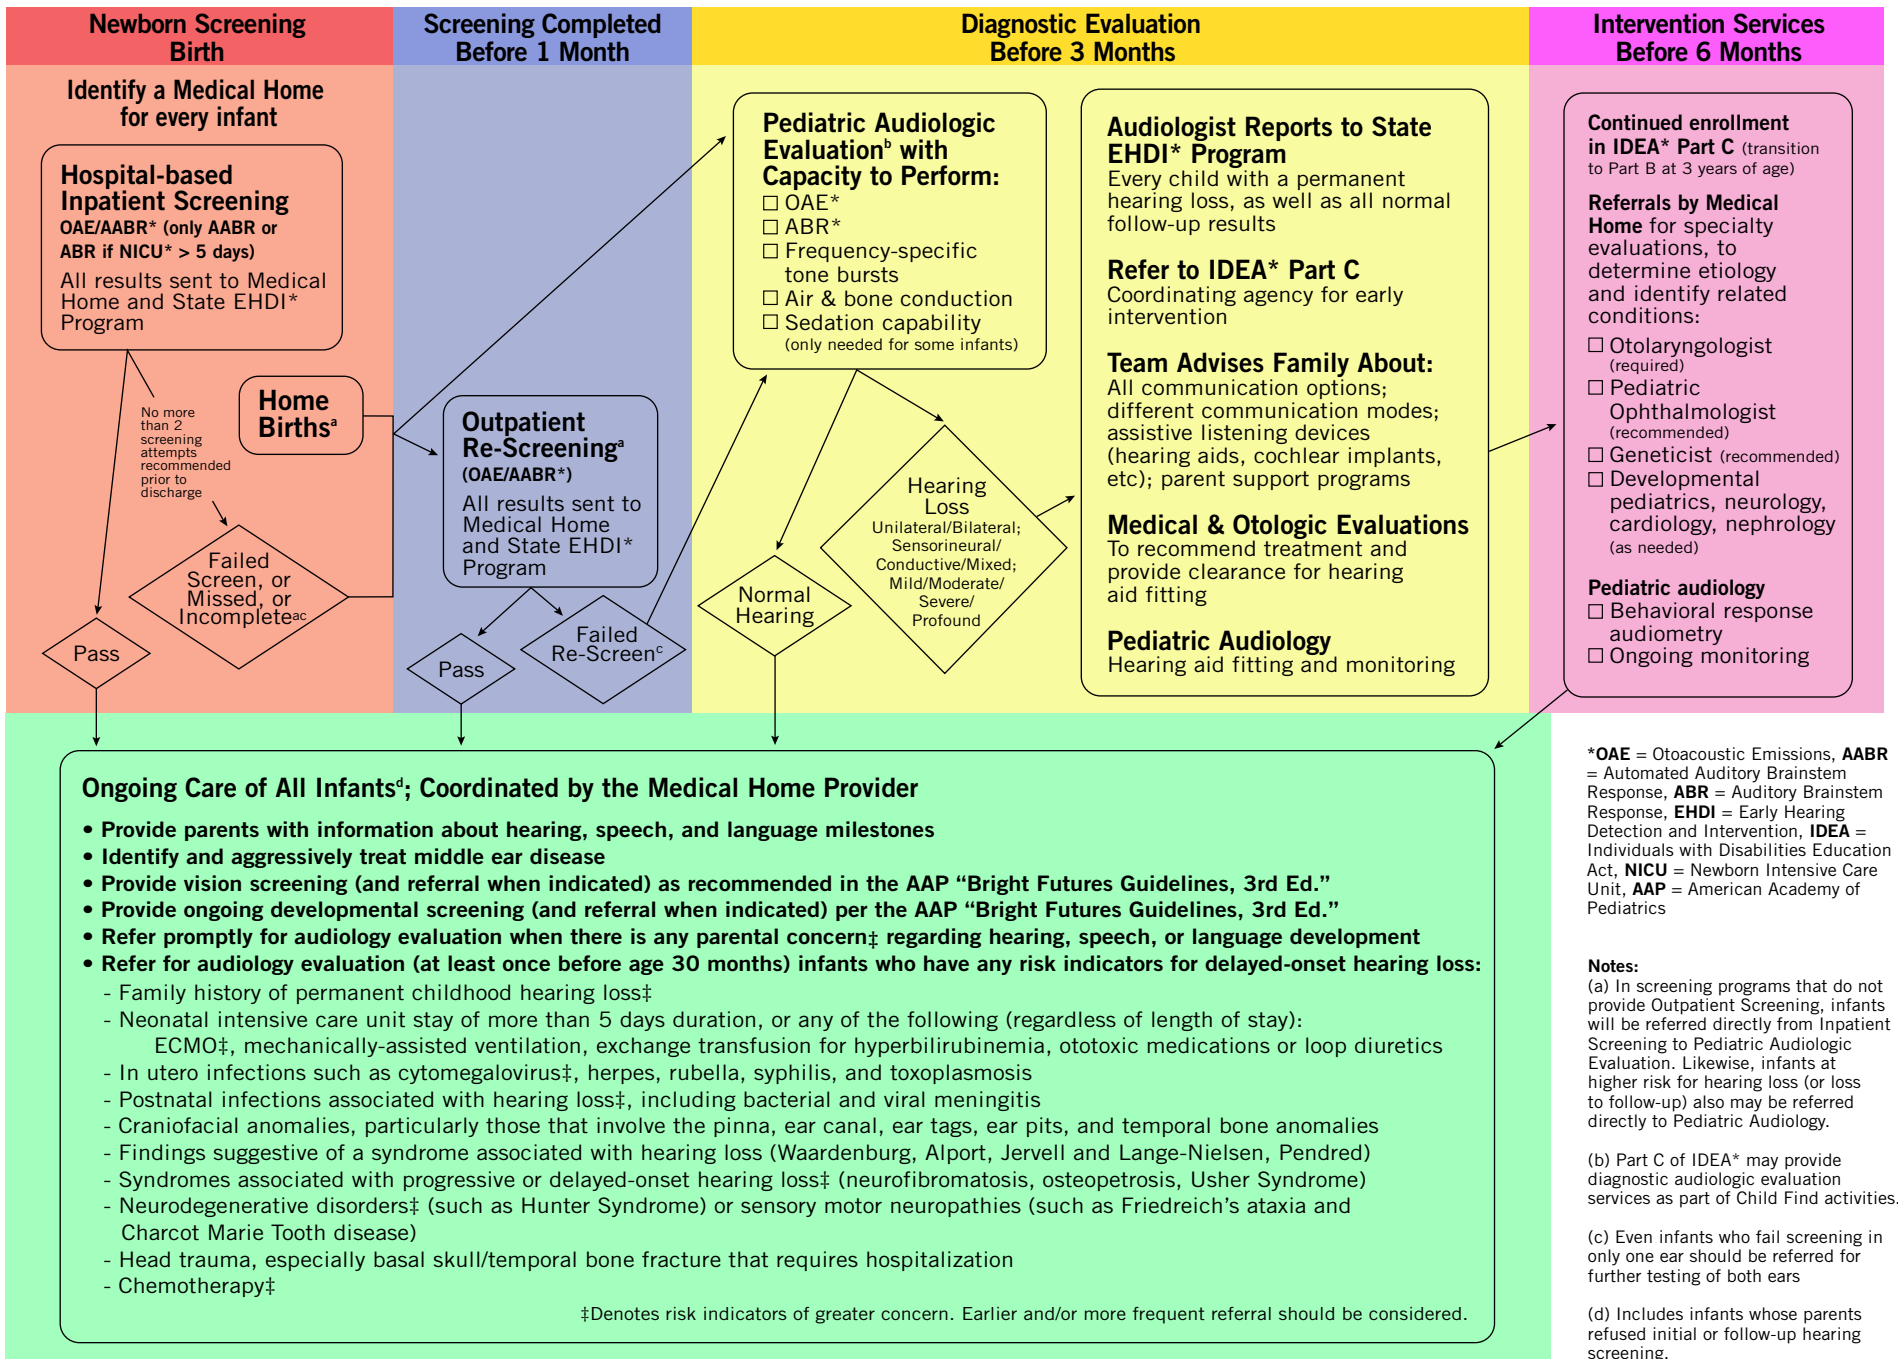 Newborn Screening
Birth
Screening Completed
Before 1 Month
Diagnostic Evaluation
Before 3 Months
Intervention Services
Before 6 Months
Identify a Medical Home
for every infant
Hospital-based
Inpatient Screening
OAE/AABR* (only AABR or
ABR if NICU* > 5 days)
All results sent to Medical
Home and State EHDI*
Program
No more
than 2
screening
attempts
recommended
prior to
discharge
Home
Birthsª
Failed
Screen, or
Missed, or
Incompleteac
Pass
Outpatient
Re-Screeningª
(OAE/AABR*)
All results sent to
Medical Home
and State EHDI*
Program
Pass
Failed
Re-Screenc
Pediatric Audiologic
Evaluationb with
Capacity to Perform:
☐ OAE*
☐ ABR*
☐ Frequency-specific
tone bursts
☐ Air & bone conduction
☐ Sedation capability
(only needed for some infants)
Normal
Hearing
Hearing
Loss
Unilateral/Bilateral;
Sensorineural/
Conductive/Mixed;
Mild/Moderate/
Severe/
Profound
Audiologist Reports to State
EHDI* Program
Every child with a permanent
hearing loss, as well as all normal
follow-up results
Refer to IDEA* Part C
Coordinating agency for early
intervention
Team Advises Family About:
All communication options;
different communication modes;
assistive listening devices
(hearing aids, cochlear implants,
etc); parent support programs
Medical & Otologic Evaluations
To recommend treatment and
provide clearance for hearing
aid fitting
Pediatric Audiology
Hearing aid fitting and monitoring
Continued enrollment
in IDEA* Part C (transition
to Part B at 3 years of age)
Referrals by Medical
Home for specialty
evaluations, to
determine etiology
and identify related
conditions:
☐ Otolaryngologist
(required)
☐ Pediatric
Ophthalmologist
(recommended)
☐ Geneticist (recommended)
☐ Developmental
pediatrics, neurology,
cardiology, nephrology
(as needed)
Pediatric audiology
☐ Behavioral response
audiometry
☐ Ongoing monitoring
Ongoing Care of All Infantsd; Coordinated by the Medical Home Provider
• Provide parents with information about hearing, speech, and language milestones
• Identify and aggressively treat middle ear disease
• Provide vision screening (and referral when indicated) as recommended in the AAP “Bright Futures Guidelines, 3rd Ed.”
• Provide ongoing developmental screening (and referral when indicated) per the AAP “Bright Futures Guidelines, 3rd Ed.”
• Refer promptly for audiology evaluation when there is any parental concern‡ regarding hearing, speech, or language development
• Refer for audiology evaluation (at least once before age 30 months) infants who have any risk indicators for delayed-onset hearing loss:
- Family history of permanent childhood hearing loss‡
- Neonatal intensive care unit stay of more than 5 days duration, or any of the following (regardless of length of stay):
ECMO‡, mechanically-assisted ventilation, exchange transfusion for hyperbilirubinemia, ototoxic medications or loop diuretics
- In utero infections such as cytomegalovirus‡, herpes, rubella, syphilis, and toxoplasmosis
- Postnatal infections associated with hearing loss‡, including bacterial and viral meningitis
- Craniofacial anomalies, particularly those that involve the pinna, ear canal, ear tags, ear pits, and temporal bone anomalies
- Findings suggestive of a syndrome associated with hearing loss (Waardenburg, Alport, Jervell and Lange-Nielsen, Pendred)
- Syndromes associated with progressive or delayed-onset hearing loss‡ (neurofibromatosis, osteopetrosis, Usher Syndrome)
- Neurodegenerative disorders‡ (such as Hunter Syndrome) or sensory motor neuropathies (such as Friedreich’s ataxia and
Charcot Marie Tooth disease)
- Head trauma, especially basal skull/temporal bone fracture that requires hospitalization
- Chemotherapy‡
‡Denotes risk indicators of greater concern. Earlier and/or more frequent referral should be considered.
*OAE = Otoacoustic Emissions, AABR
= Automated Auditory Brainstem
Response, ABR = Auditory Brainstem
Response, EHDI = Early Hearing
Detection and Intervention, IDEA =
Individuals with Disabilities Education
Act, NICU = Newborn Intensive Care
Unit, AAP = American Academy of
Pediatrics
Notes:
(a) In screening programs that do not
provide Outpatient Screening, infants
will be referred directly from Inpatient
Screening to Pediatric Audiologic
Evaluation. Likewise, infants at
higher risk for hearing loss (or loss
to follow-up) also may be referred
directly to Pediatric Audiology.
(b) Part C of IDEA* may provide
diagnostic audiologic evaluation
services as part of Child Find activities.
(c) Even infants who fail screening in
only one ear should be referred for
further testing of both ears
(d) Includes infants whose parents
refused initial or follow-up hearing
screening.